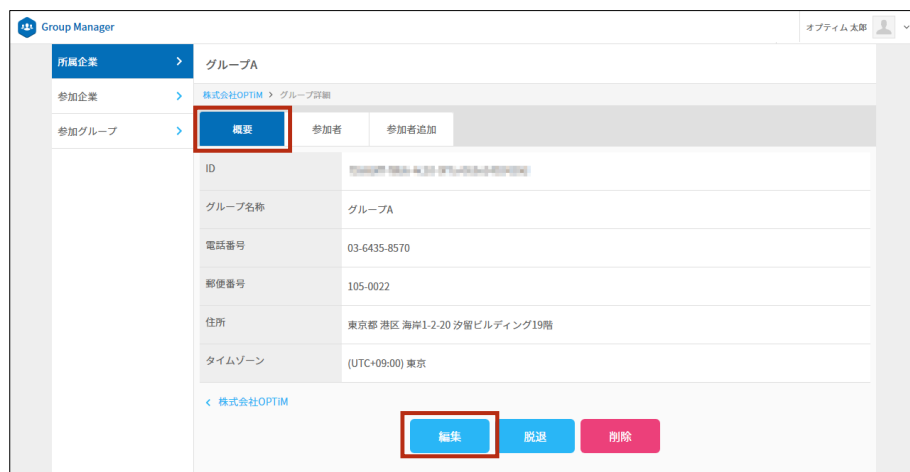 Group Manager
オプティム 太郎
所属企業
参加企業
参加グループ
グループA
株式会社OPTiM > グループ詳細
概要 参加者 参加者追加
ID
グループ名称 グループA
電話番号 03-6435-8570
郵便番号 105-0022
住所 東京都 港区 海岸1-2-20 汐留ビルディング19階
タイムゾーン (UTC+09:00) 東京
株式会社OPTiM
編集 脱退 削除